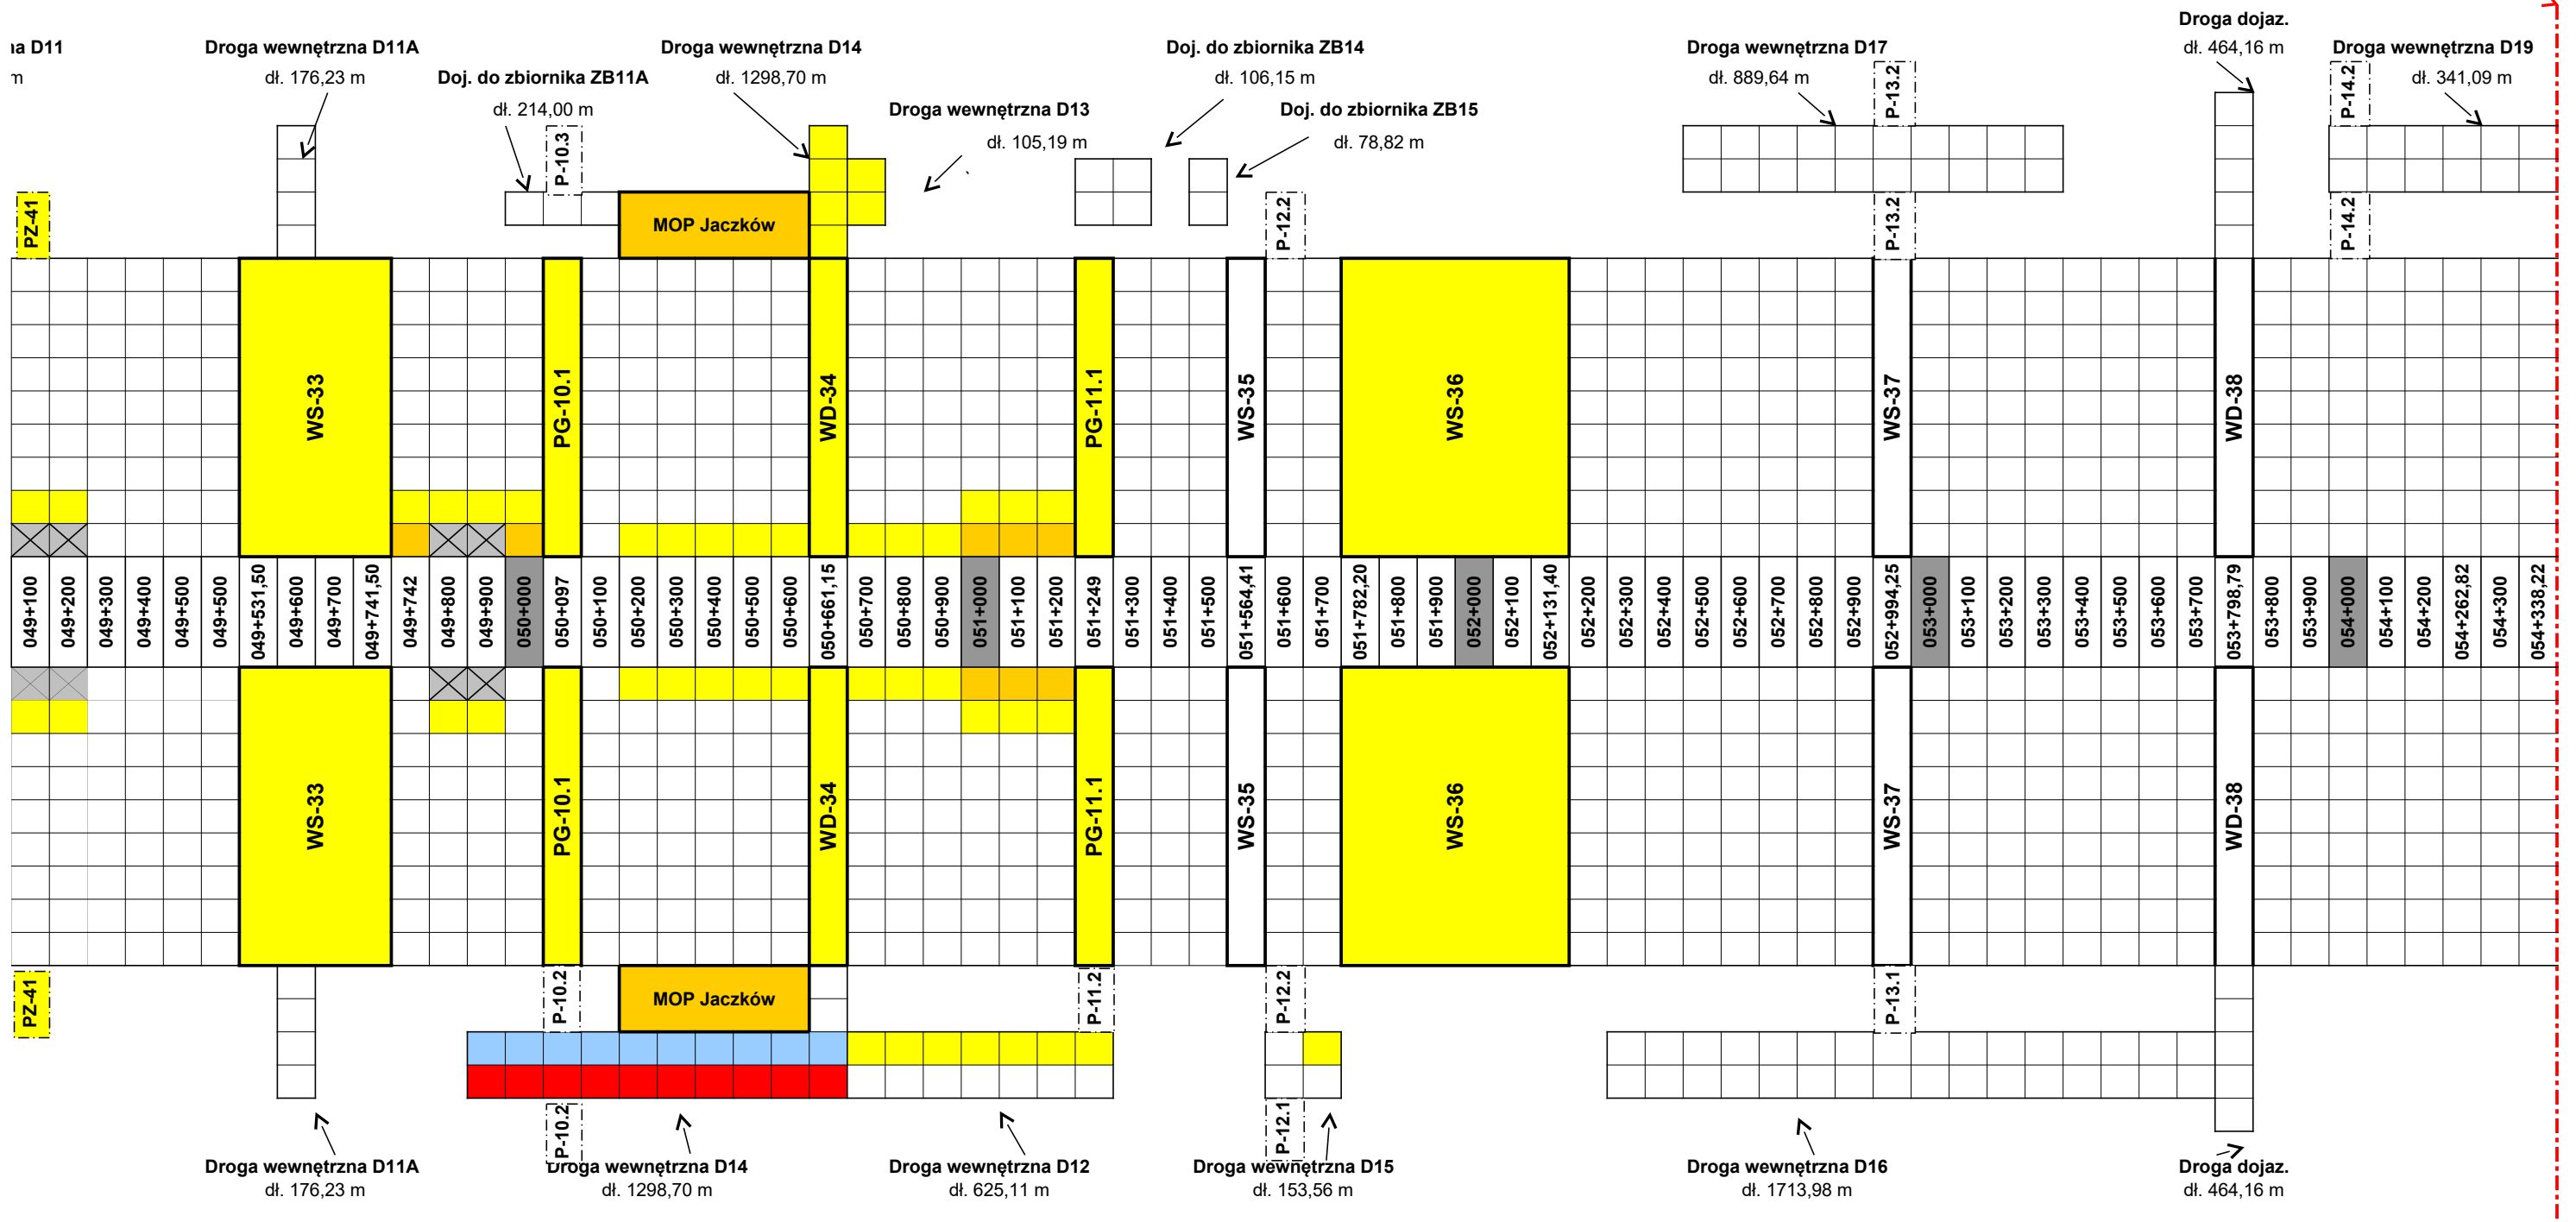 Droga dojaz.
ıa D11
Droga wewnętrzna D11A
Droga wewnętrzna D14
Doj. do zbiornika ZB14
Droga wewnętrzna D17
dł. 464,16 m
Droga wewnętrzna D19
m
dł. 176,23 m
Doj. do zbiornika ZB11A
dł. 1298,70 m
dł. 106,15 m
dł. 889,64 m
dł. 341,09 m
dł. 214,00 m
Droga wewnętrzna D13
Doj. do zbiornika ZB15
dł. 105,19 m
dł. 78,82 m
P-13.2
P-14.2
P-10.3
PZ-41
MOP Jaczków
P-12.2
P-13.2
P-14.2
WS-33
PG-10.1
WD-34
PG-11.1
WS-35
WS-36
WS-37
WD-38
049+100
049+200
049+300
049+400
049+500
049+500
049+531,50
049+600
049+700
049+741,50
049+742
049+800
049+900
050+000
050+097
050+100
050+200
050+300
050+400
050+500
050+600
050+661,15
050+700
050+800
050+900
051+000
051+100
051+200
051+249
051+300
051+400
051+500
051+564,41
051+600
051+700
051+782,20
051+800
051+900
052+000
052+100
052+131,40
052+200
052+300
052+400
052+500
052+600
052+700
052+800
052+900
052+994,25
053+000
053+100
053+200
053+300
053+400
053+500
053+600
053+700
053+798,79
053+800
053+900
054+000
054+100
054+200
054+262,82
054+300
054+338,22
WS-33
PG-10.1
WD-34
PG-11.1
WS-35
WS-36
WS-37
WD-38
PZ-41
P-10.2
MOP Jaczków
P-11.2
P-12.2
P-13.1
P-10.2
P-12.1
Droga wewnętrzna D11A
Droga wewnętrzna D14
Droga wewnętrzna D12
Droga wewnętrzna D15
Droga wewnętrzna D16
Droga dojaz.
dł. 176,23 m
dł. 1298,70 m
dł. 625,11 m
dł. 153,56 m
dł. 1713,98 m
dł. 464,16 m